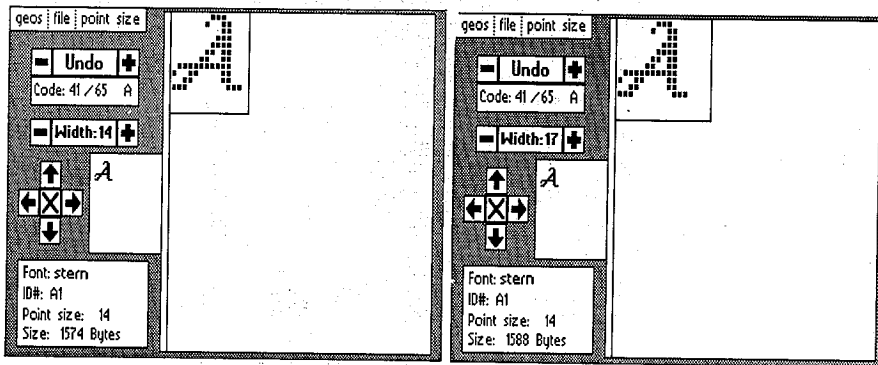 geos file point size
Undo
Code: 41/65 A
Width:14
A
Font: stern
ID#: A1
Point size: 14
Size: 1574 Bytes
geos file point size
Undo
Code: 41/65 A
Width:17
A
Font: stern
ID#: A1
Point size: 14
Size: 1588 Bytes